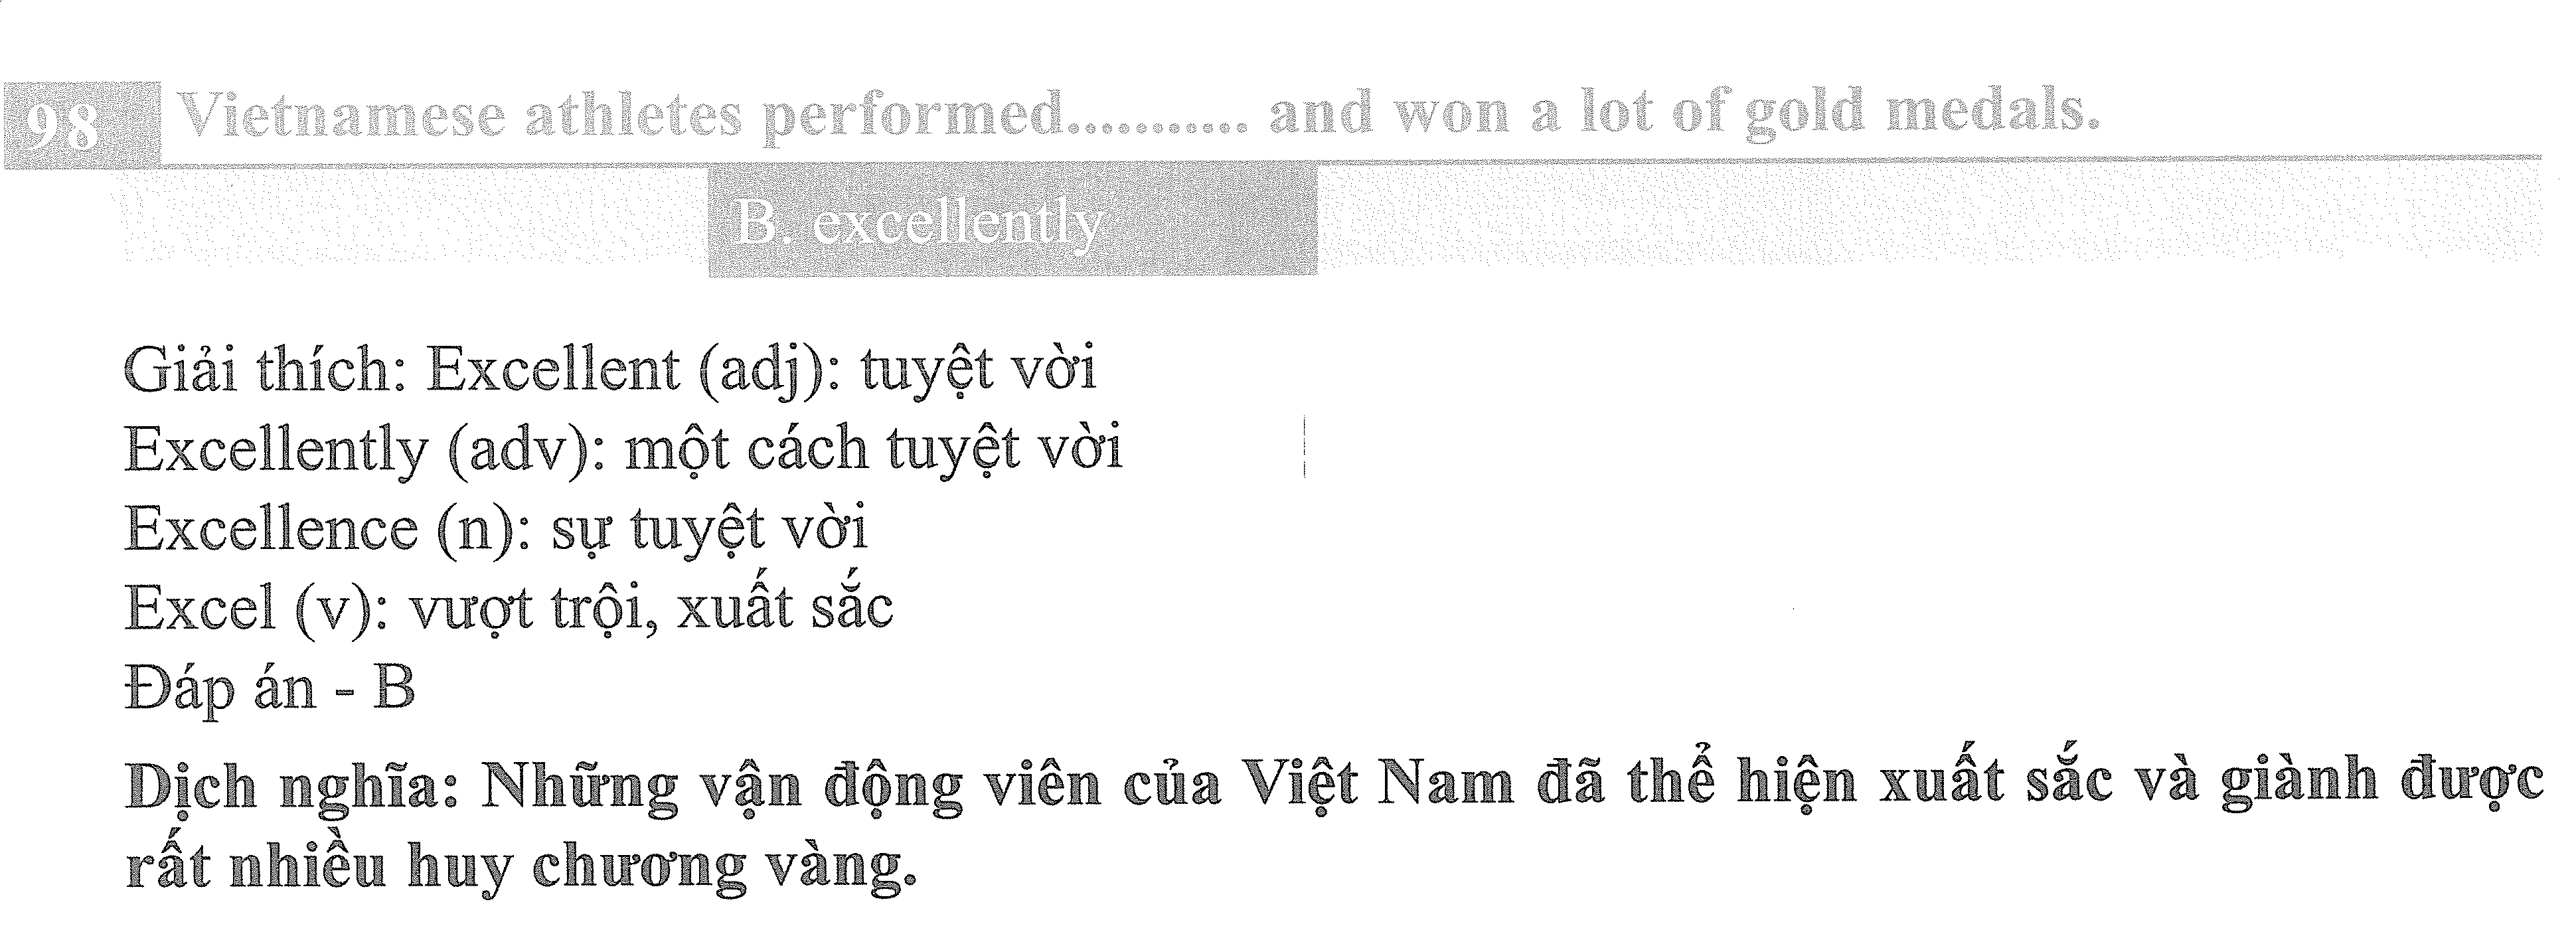 98 Vietnamese athletes performed........... and won a lot of gold medals.
B. excellently
Giải thích: Excellent (adj): tuyệt vời
Excellently (adv): một cách tuyệt vời
Excellence (n): sự tuyệt vời
Excel (v): vượt trội, xuất sắc
Đáp án - B
Dịch nghĩa: Những vận động viên của Việt Nam đã thể hiện xuất sắc và giành được
rất nhiều huy chương vàng.